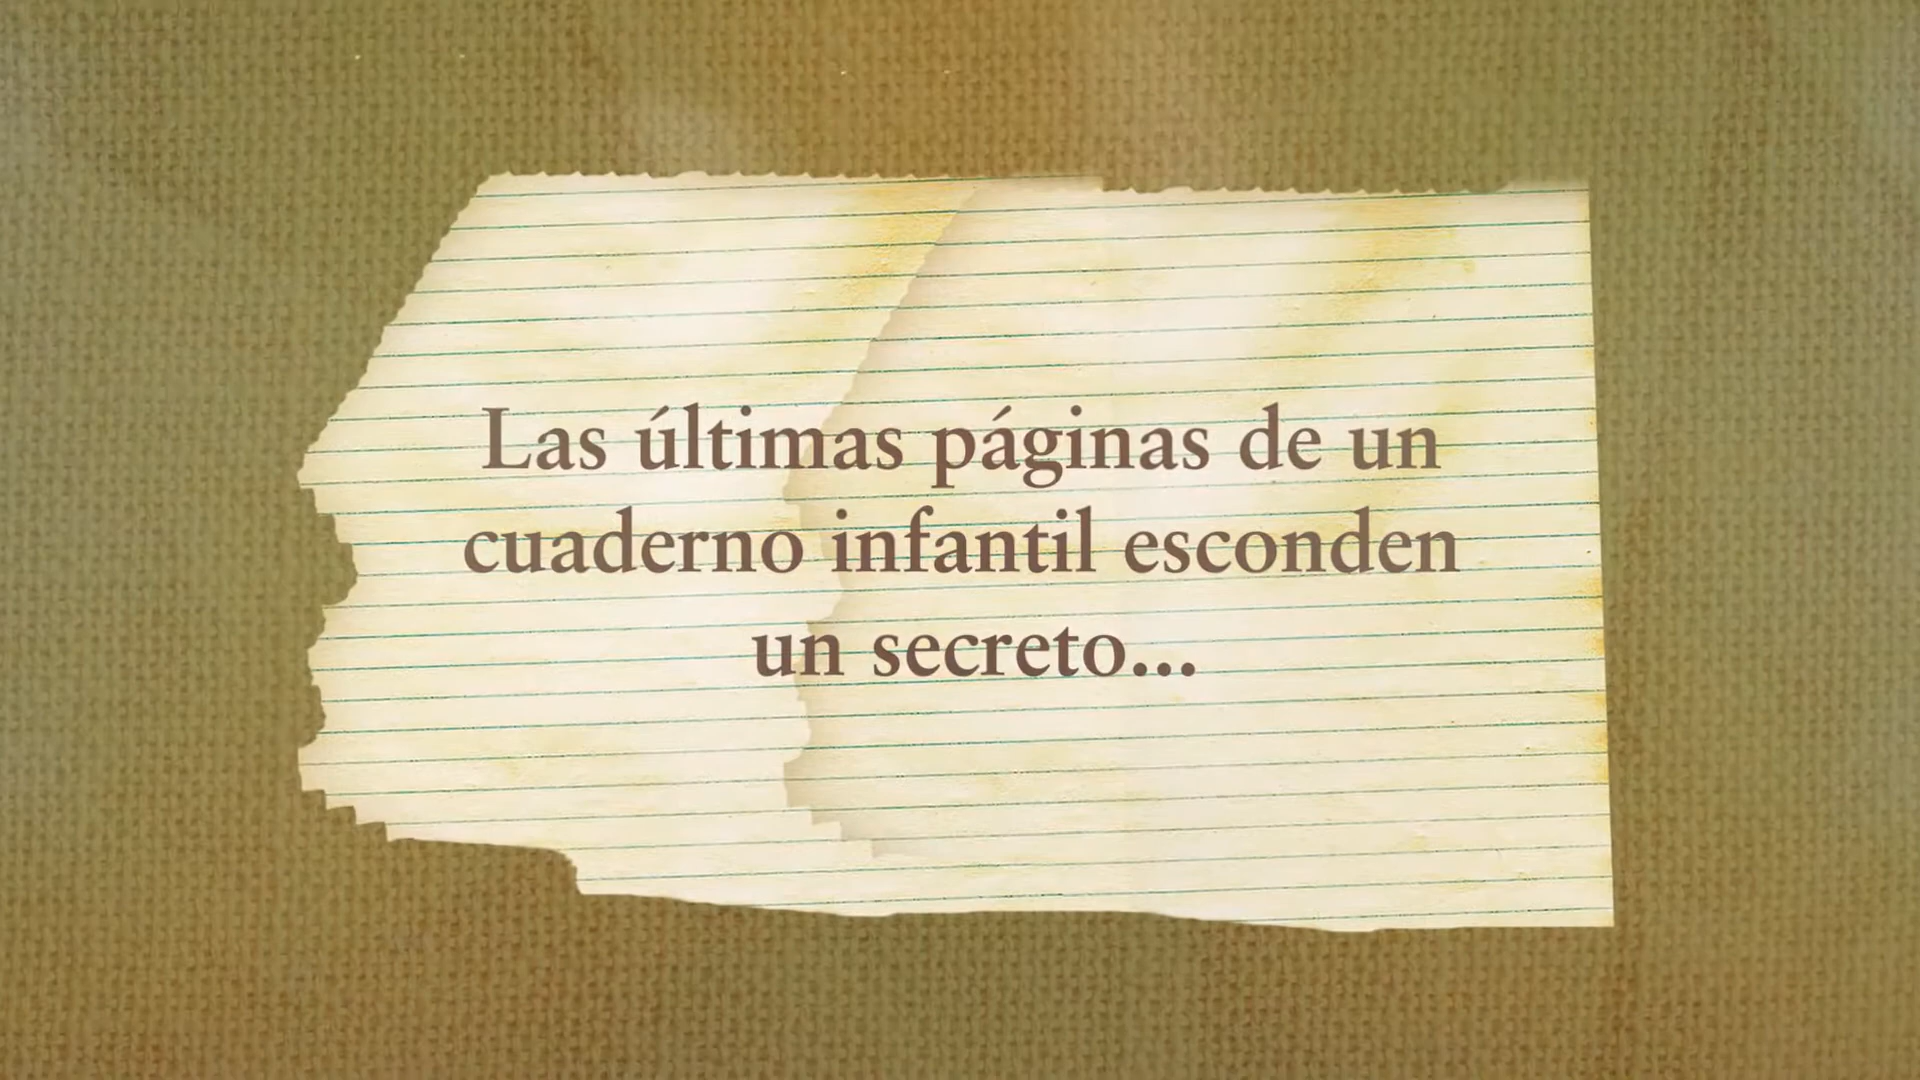 Las últimas páginas de un
cuaderno infantil esconden
un secreto...